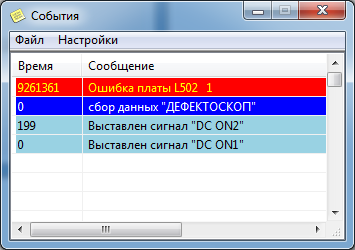 События
Файл Настройки
Время Сообщение
9261361 Ошибка платы L502 1
0 сбор данных "ДЕФЕКТОСКОП"
199 Выставлен сигнал "DC ON2"
0 Выставлен сигнал "DC ON1"